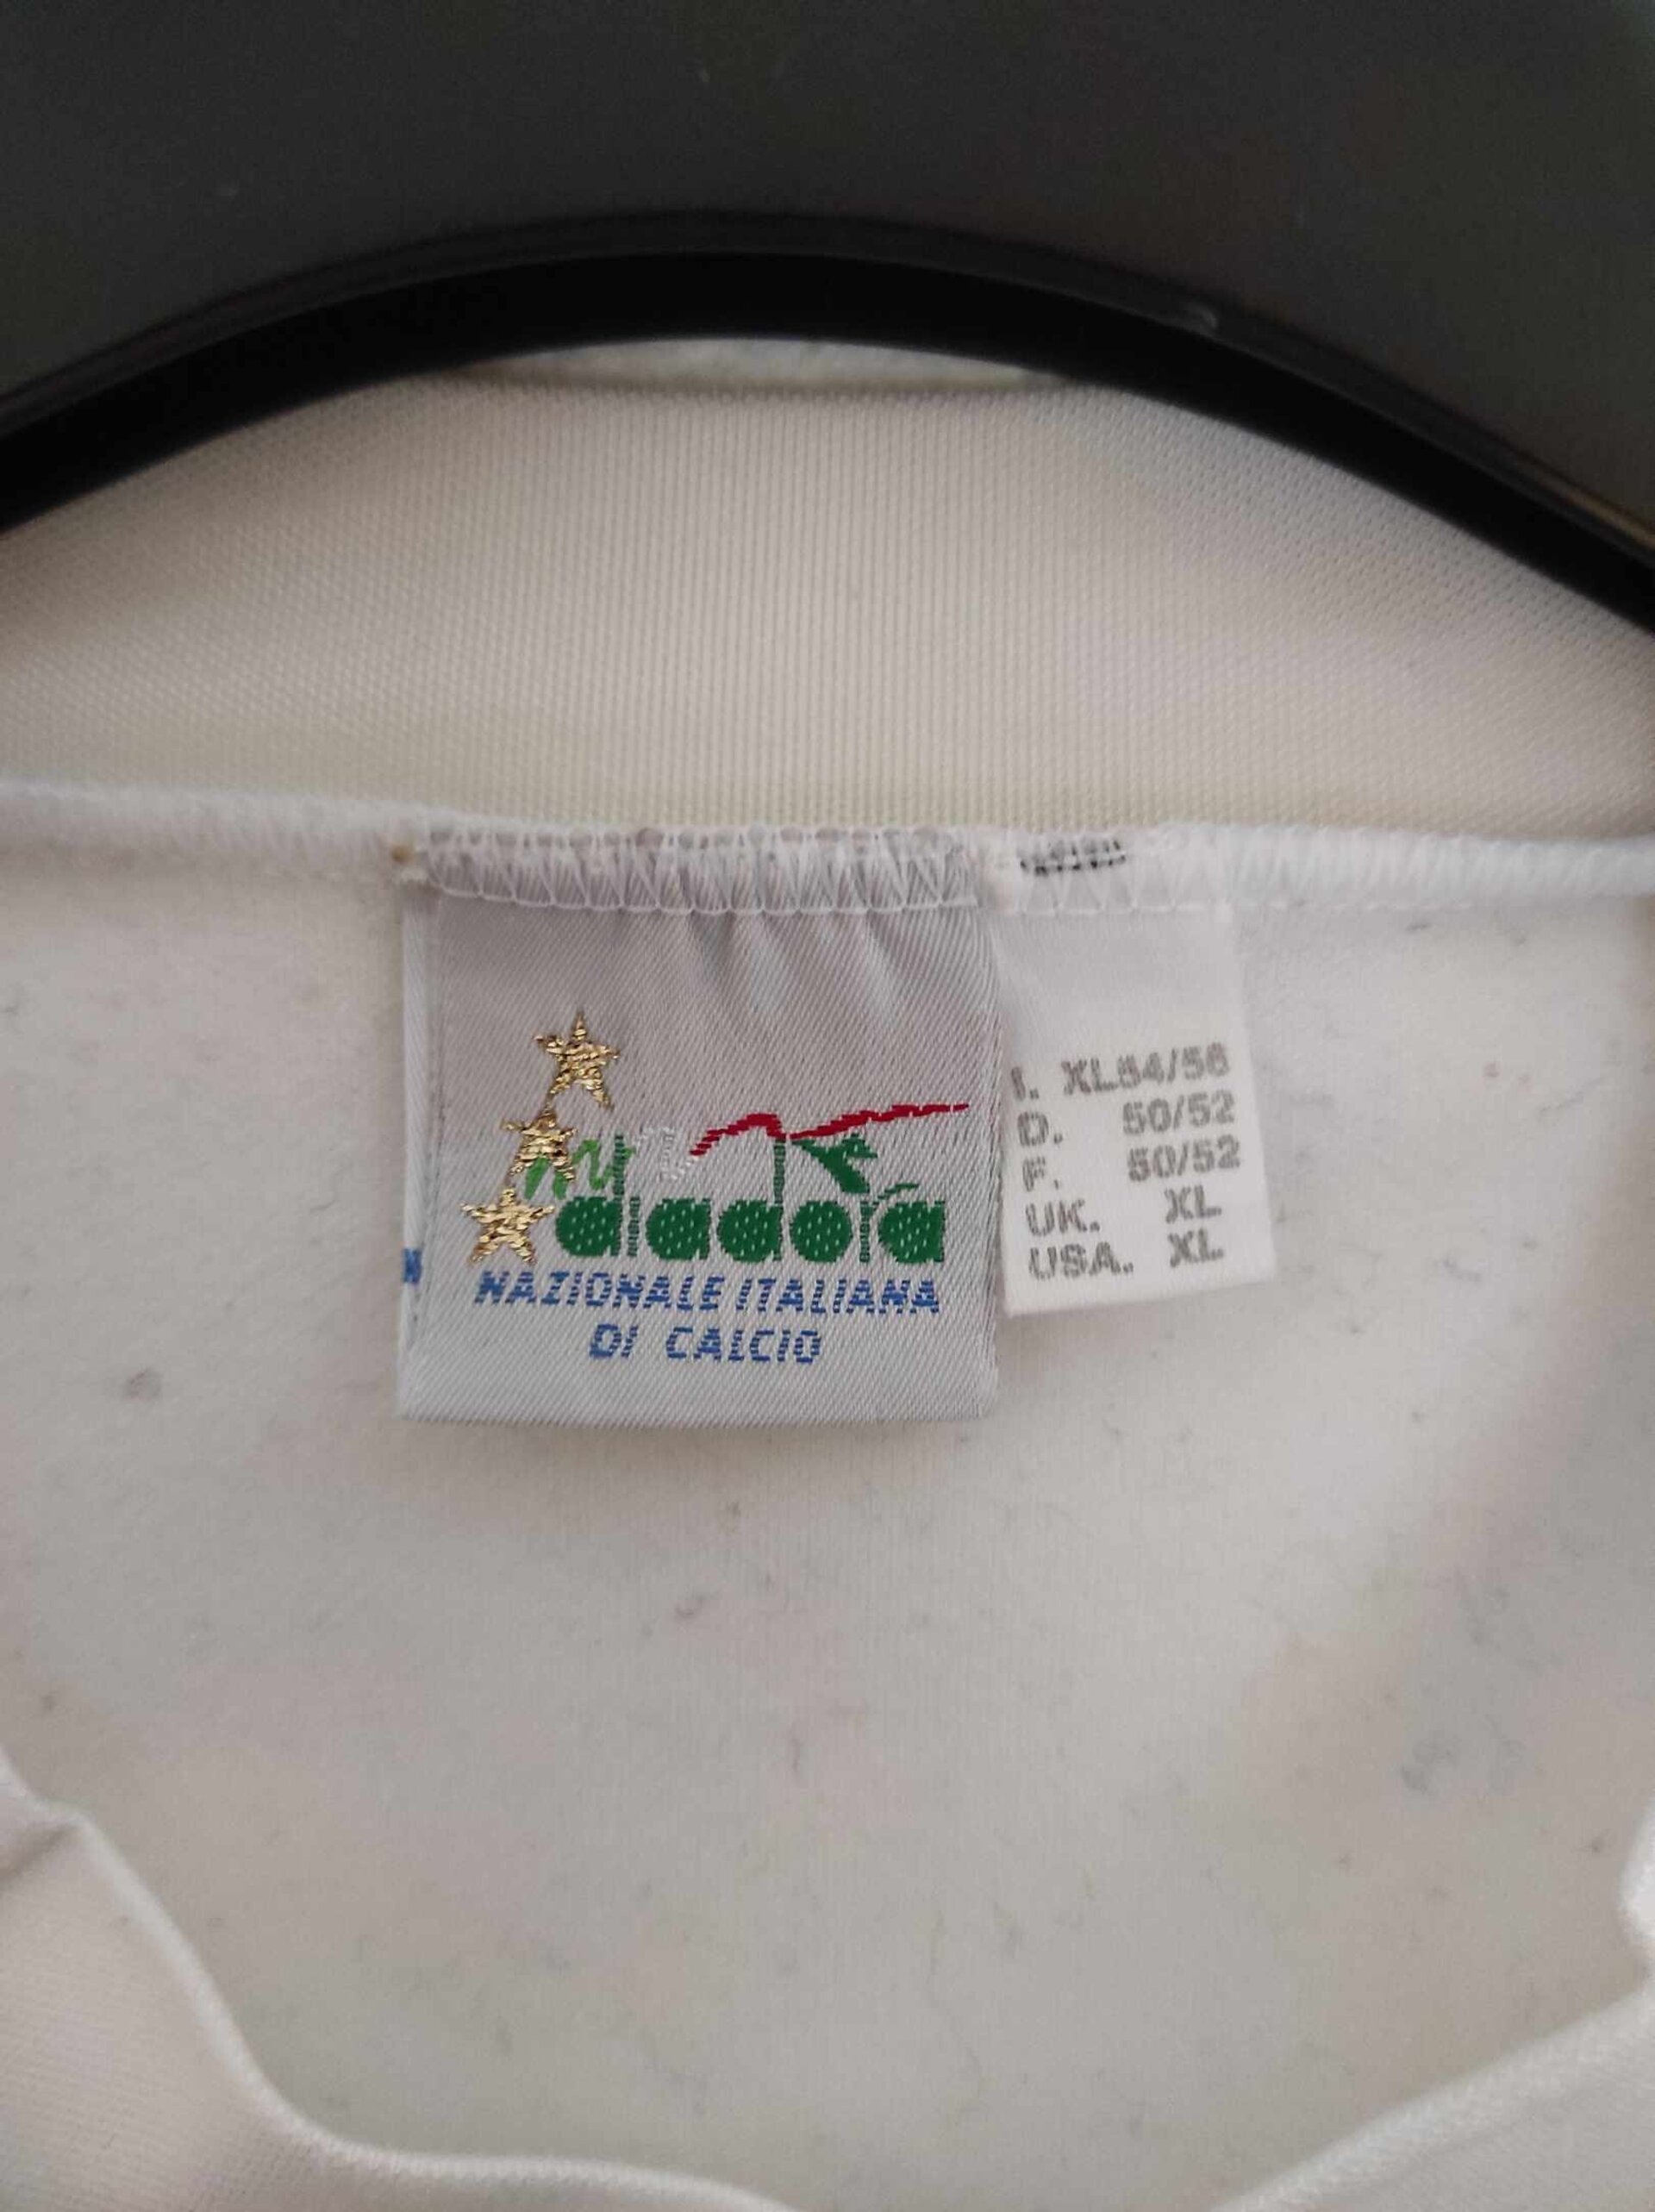 diadora
NAZIONALE ITALIANA
DI CALCIO
I. XL54/56
D. 50/52
F. 50/52
UK. XL
USA. XL